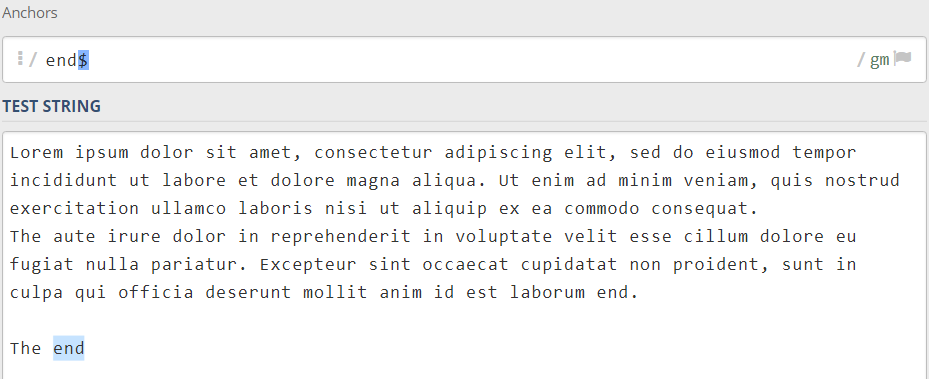 Anchors
/ end$ / gm
TEST STRING
Lorem ipsum dolor sit amet, consectetur adipiscing elit, sed do eiusmod tempor
incididunt ut labore et dolore magna aliqua. Ut enim ad minim veniam, quis nostrud
exercitation ullamco laboris nisi ut aliquip ex ea commodo consequat.
The aute irure dolor in reprehenderit in voluptate velit esse cillum dolore eu
fugiat nulla pariatur. Excepteur sint occaecat cupidatat non proident, sunt in
culpa qui officia deserunt mollit anim id est laborum end.
The end